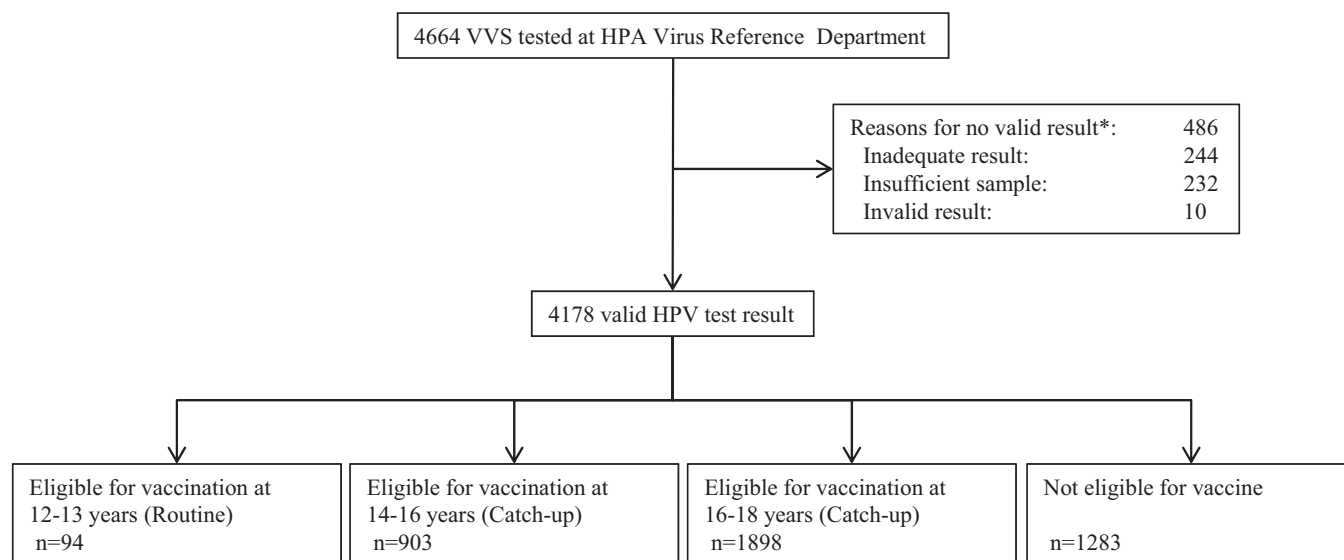 4664 VVS tested at HPA Virus Reference Department
Reasons for no valid result*: 486
Inadequate result: 244
Insufficient sample: 232
Invalid result: 10
4178 valid HPV test result
Eligible for vaccination at
12-13 years (Routine)
n=94
Eligible for vaccination at
14-16 years (Catch-up)
n=903
Eligible for vaccination at
16-18 years (Catch-up)
n=1898
Not eligible for vaccine
n=1283